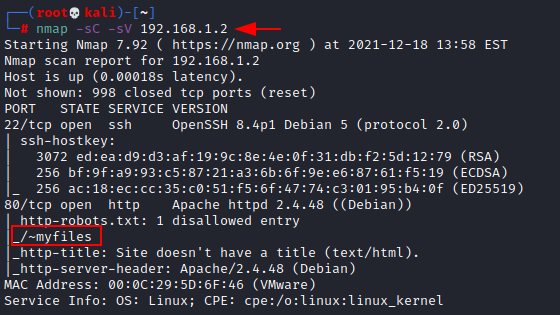 ┌──(root💀kali)-[~]
└─# nmap -sC -sV 192.168.1.2
Starting Nmap 7.92 ( https://nmap.org ) at 2021-12-18 13:58 EST
Nmap scan report for 192.168.1.2
Host is up (0.00018s latency).
Not shown: 998 closed tcp ports (reset)
PORT   STATE SERVICE VERSION
22/tcp open  ssh     OpenSSH 8.4p1 Debian 5 (protocol 2.0)
| ssh-hostkey:
|   3072 ed:ea:d9:d3:af:19:9c:8e:4e:0f:31:db:f2:5d:12:79 (RSA)
|   256 bf:9f:a9:93:c5:87:21:a3:6b:6f:9e:e6:87:61:f5:19 (ECDSA)
|_  256 ac:18:ec:cc:35:c0:51:f5:6f:47:74:c3:01:95:b4:0f (ED25519)
80/tcp open  http    Apache httpd 2.4.48 ((Debian))
| http-robots.txt: 1 disallowed entry
|_/~myfiles
|_http-title: Site doesn't have a title (text/html).
|_http-server-header: Apache/2.4.48 (Debian)
MAC Address: 00:0C:29:5D:6F:46 (VMware)
Service Info: OS: Linux; CPE: cpe:/o:linux:linux_kernel